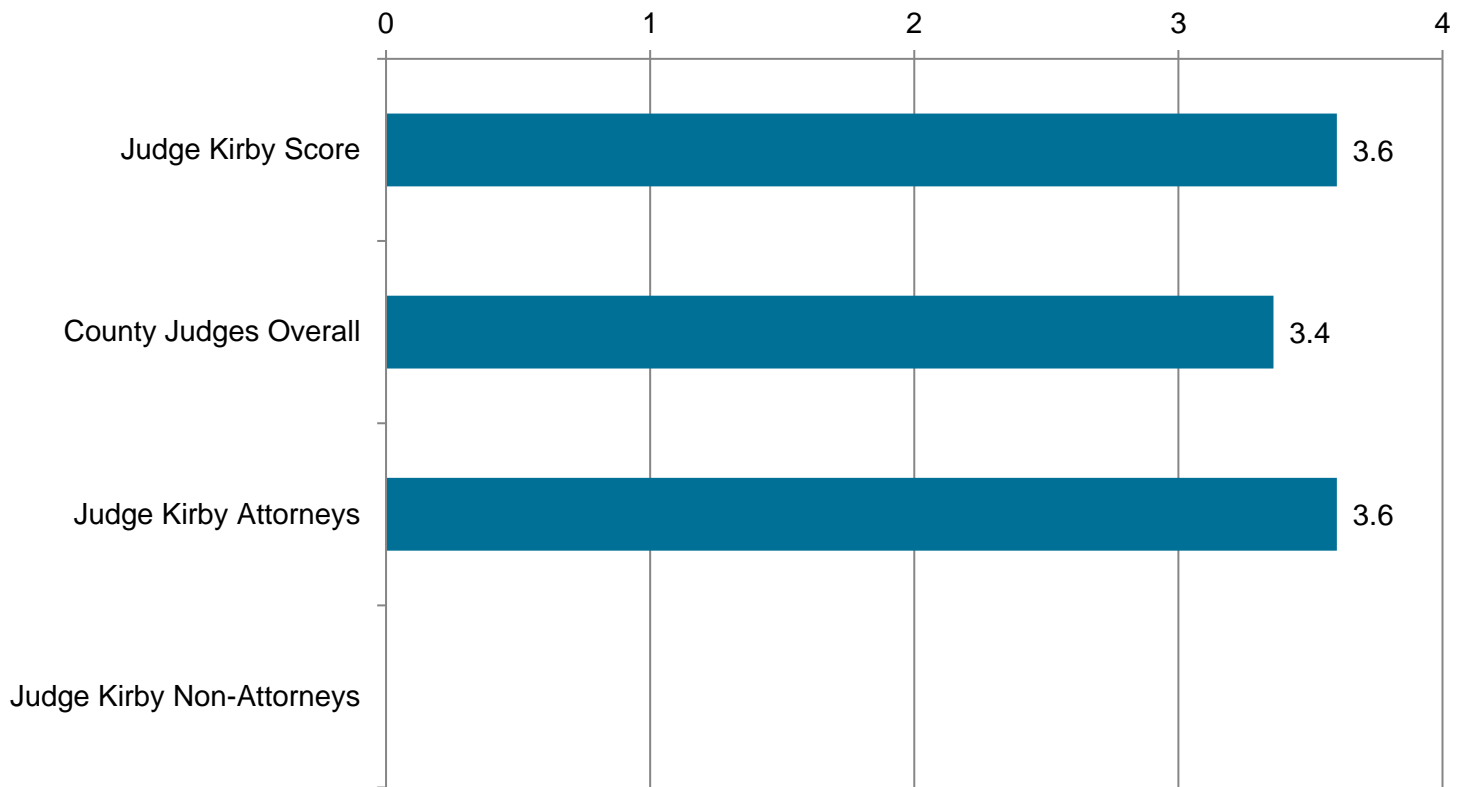 0 1 2 3 4
Judge Kirby Score 3.6
County Judges Overall 3.4
Judge Kirby Attorneys 3.6
Judge Kirby Non-Attorneys